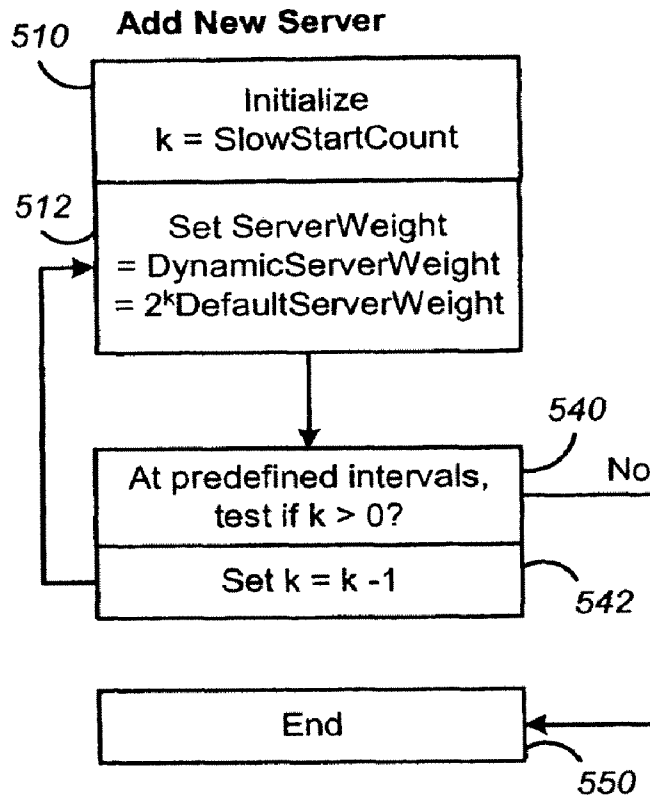 Add New Server
510
Initialize
k = SlowStartCount
512
Set ServerWeight
= DynamicServerWeight
= 2ᵏDefaultServerWeight
540
At predefined intervals,
test if k > 0?
No
Set k = k -1
542
End
550